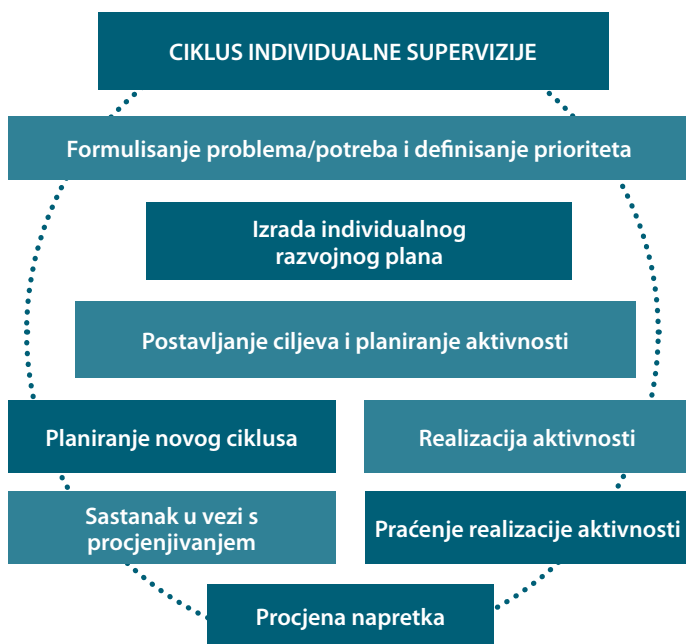 CIKLUS INDIVIDUALNE SUPERVIZIJE
Formulisanje problema/potreba i definisanje prioriteta
Izrada individualnog
razvojnog plana
Postavljanje ciljeva i planiranje aktivnosti
Planiranje novog ciklusa
Realizacija aktivnosti
Sastanak u vezi s
procjenjivanjem
Praćenje realizacije aktivnosti
Procjena napretka